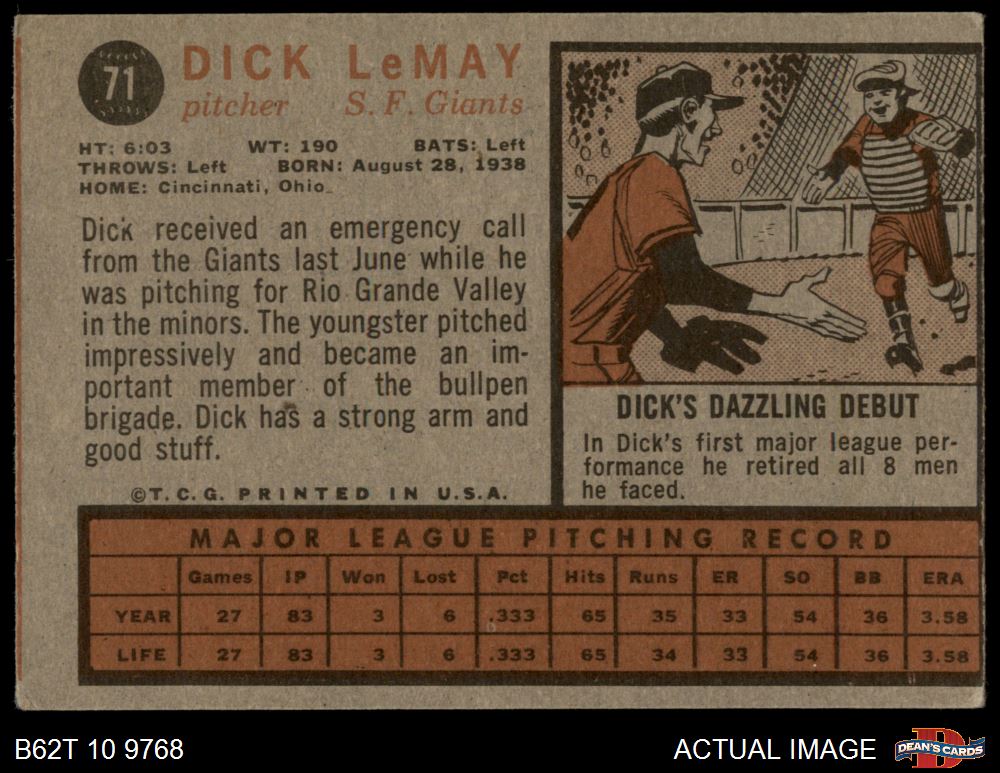 71
DICK LeMAY
pitcher S. F. Giants
HT: 6:03 WT: 190 BATS: Left
THROWS: Left BORN: August 28, 1938
HOME: Cincinnati, Ohio
Dick received an emergency call
from the Giants last June while he
was pitching for Rio Grande Valley
in the minors. The youngster pitched
impressively and became an im-
portant member of the bullpen
brigade. Dick has a strong arm and
good stuff.
©T. C. G. PRINTED IN U.S.A.
DICK'S DAZZLING DEBUT
In Dick's first major league per-
formance he retired all 8 men
he faced.
MAJOR LEAGUE PITCHING RECORD
Games IP Won Lost Pct Hits Runs ER SO BB ERA
YEAR 27 83 3 6 .333 65 35 33 54 36 3.58
LIFE 27 83 3 6 .333 65 34 33 54 36 3.58
B62T 10 9768
ACTUAL IMAGE
D
DEAN'S CARDS